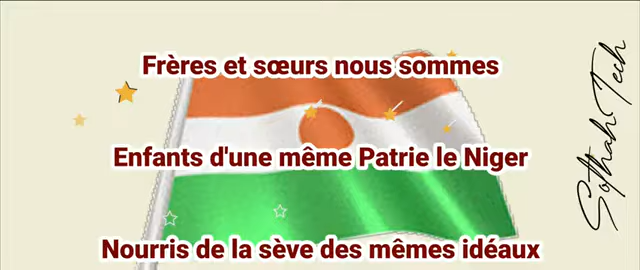 Frères et sœurs nous sommes
Enfants d'une même Patrie le Niger
Nourris de la sève des mêmes idéaux
Sothah Tech